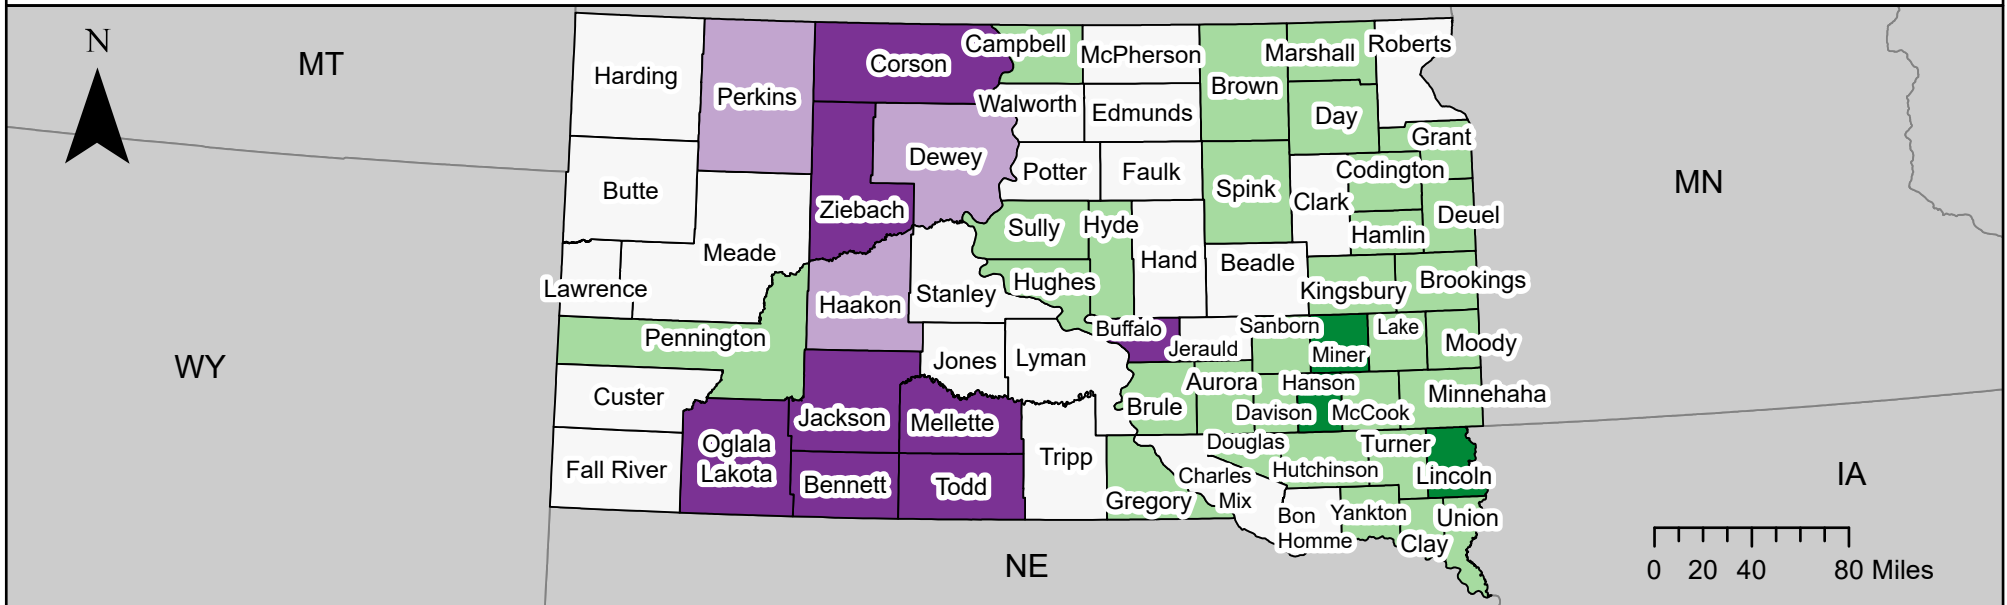 N
MT
WY
NE
MN
IA
Harding
Perkins
Corson
Campbell
McPherson
Brown
Marshall
Roberts
Walworth
Edmunds
Day
Grant
Butte
Dewey
Potter
Faulk
Spink
Codington
Clark
Ziebach
Deuel
Sully
Hyde
Hamlin
Meade
Hand
Beadle
Lawrence
Stanley
Hughes
Kingsbury
Brookings
Haakon
Pennington
Buffalo
Sanborn
Lake
Jerauld
Miner
Moody
Jones
Lyman
Custer
Aurora
Hanson
Minnehaha
Brule
Davison
McCook
Jackson
Mellette
Oglala
Lakota
Douglas
Turner
Fall River
Bennett
Todd
Tripp
Charles
Mix
Hutchinson
Lincoln
Gregory
Bon
Homme
Yankton
Union
Clay
0 20 40 80 Miles